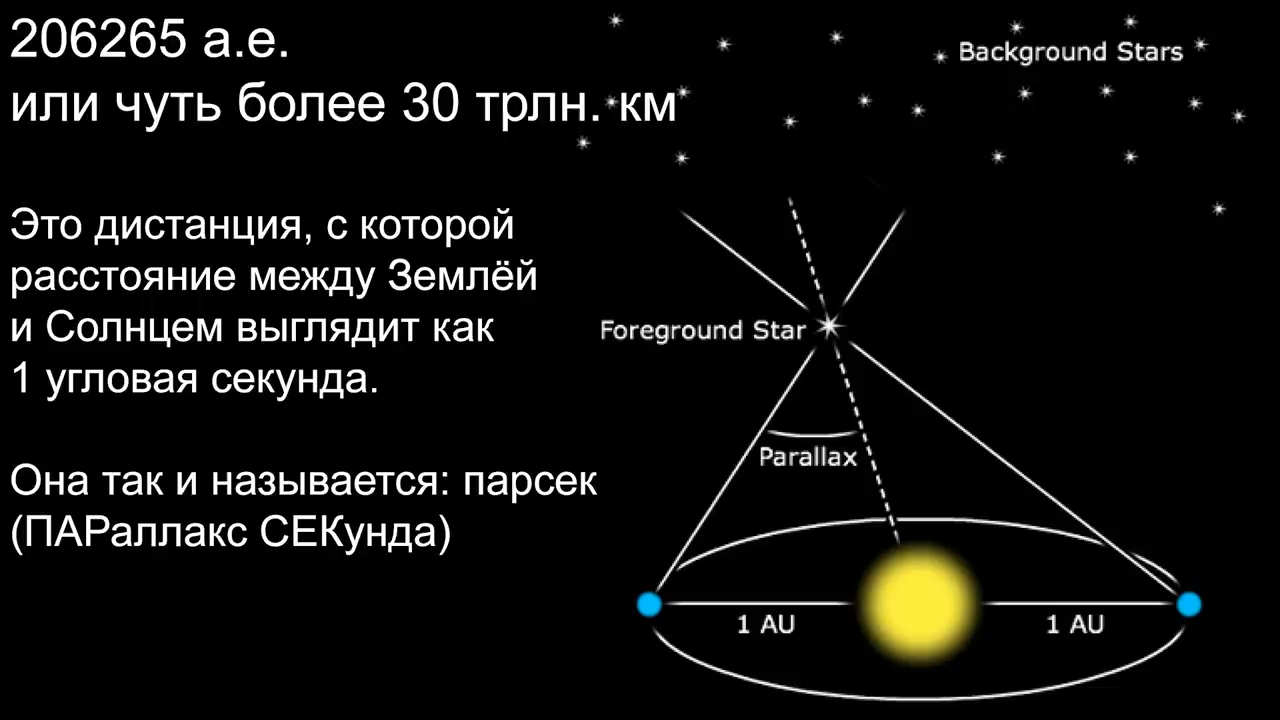 206265 а.е.
или чуть более 30 трлн. км
Это дистанция, с которой
расстояние между Землёй
и Солнцем выглядит как
1 угловая секунда.
Она так и называется: парсек
(ПАРаллакс СЕКунда)
Background Stars
Foreground Star
Parallax
1 AU
1 AU